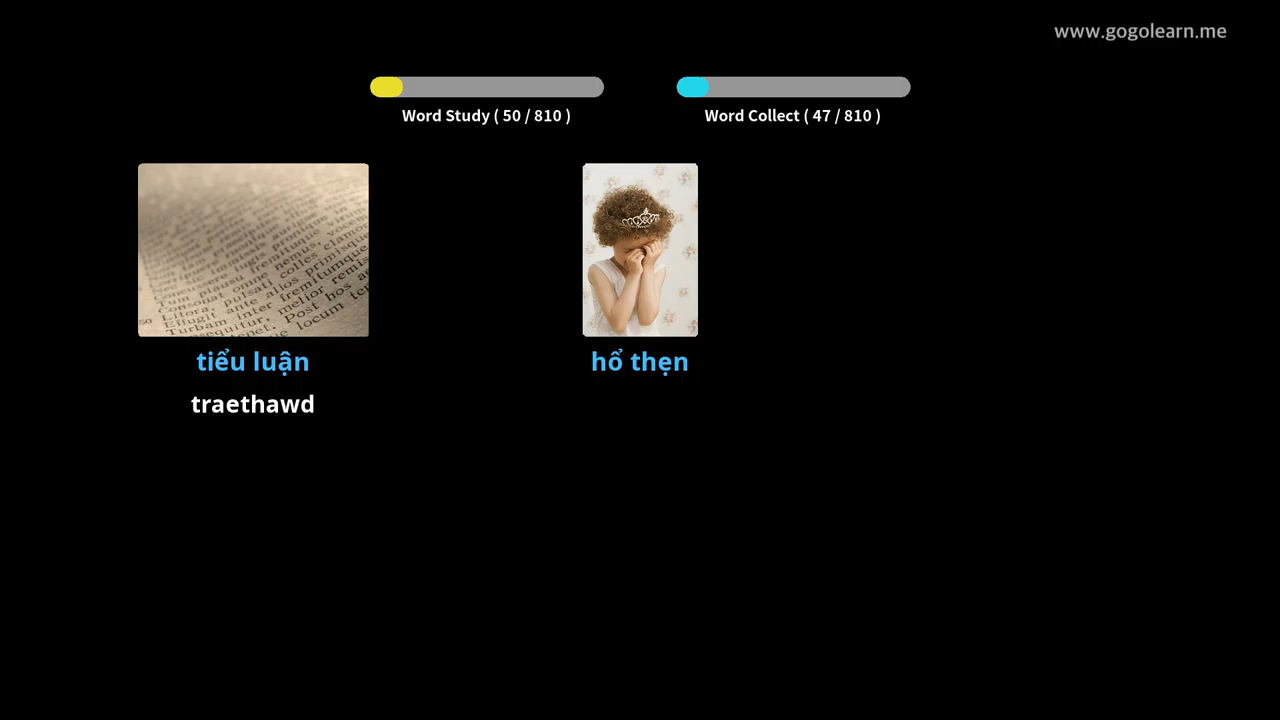 www.gogolearn.me
Word Study ( 50 / 810 )
Word Collect ( 47 / 810 )
tiểu luận
hổ thẹn
traethawd